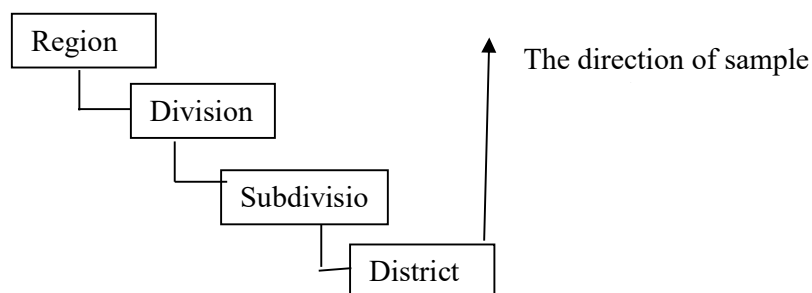 Region
The direction of sample
Division
Subdivisio
District